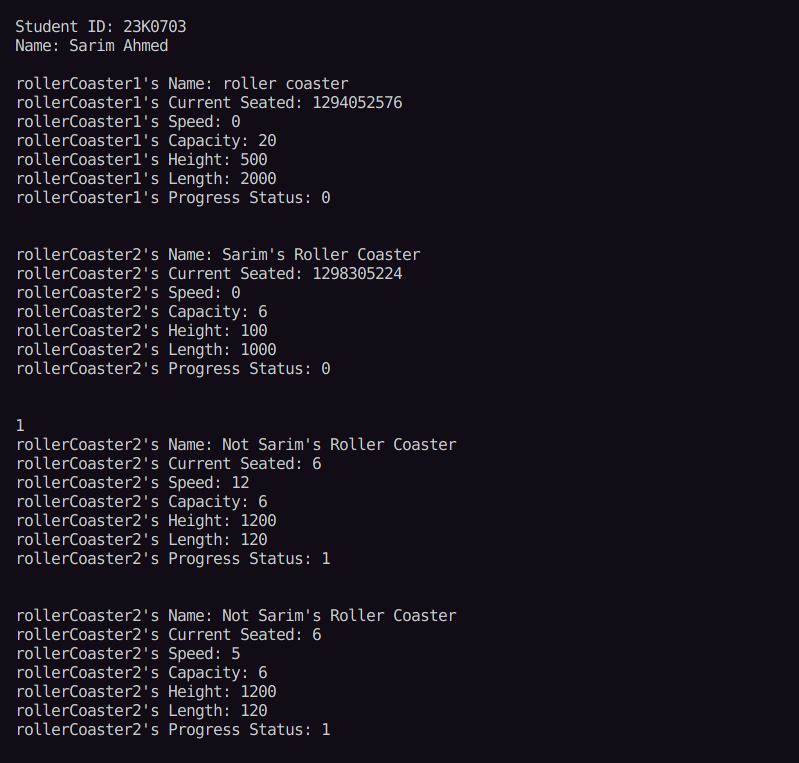 Student ID: 23K0703
Name: Sarim Ahmed
rollerCoaster1's Name: roller coaster
rollerCoaster1's Current Seated: 1294052576
rollerCoaster1's Speed: 0
rollerCoaster1's Capacity: 20
rollerCoaster1's Height: 500
rollerCoaster1's Length: 2000
rollerCoaster1's Progress Status: 0
rollerCoaster2's Name: Sarim's Roller Coaster
rollerCoaster2's Current Seated: 1298305224
rollerCoaster2's Speed: 0
rollerCoaster2's Capacity: 6
rollerCoaster2's Height: 100
rollerCoaster2's Length: 1000
rollerCoaster2's Progress Status: 0
1
rollerCoaster2's Name: Not Sarim's Roller Coaster
rollerCoaster2's Current Seated: 6
rollerCoaster2's Speed: 12
rollerCoaster2's Capacity: 6
rollerCoaster2's Height: 1200
rollerCoaster2's Length: 120
rollerCoaster2's Progress Status: 1
rollerCoaster2's Name: Not Sarim's Roller Coaster
rollerCoaster2's Current Seated: 6
rollerCoaster2's Speed: 5
rollerCoaster2's Capacity: 6
rollerCoaster2's Height: 1200
rollerCoaster2's Length: 120
rollerCoaster2's Progress Status: 1